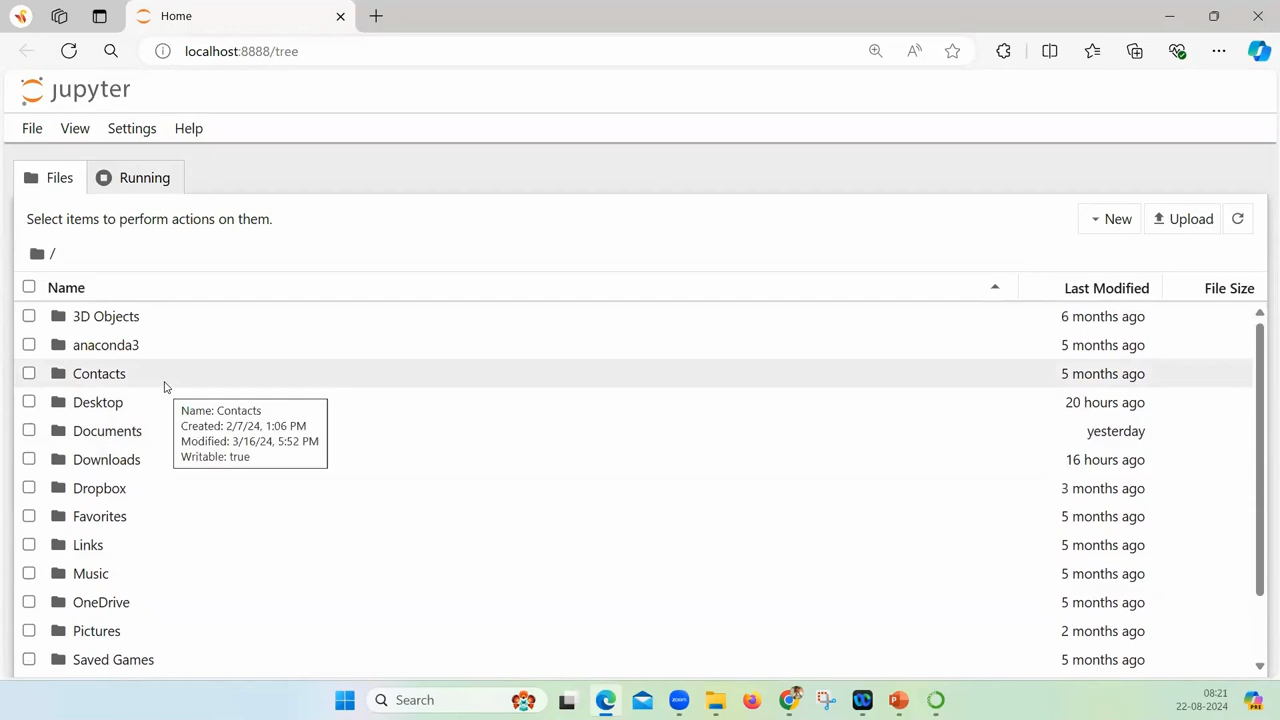 Home
localhost:8888/tree
jupyter
File View Settings Help
Files Running
Select items to perform actions on them.
New Upload
/
Name Last Modified File Size
3D Objects 6 months ago
anaconda3 5 months ago
Contacts 5 months ago
Desktop 20 hours ago
Name: Contacts
Created: 2/7/24, 1:06 PM
Modified: 3/16/24, 5:52 PM
Writable: true
Documents yesterday
Downloads 16 hours ago
Dropbox 3 months ago
Favorites 5 months ago
Links 5 months ago
Music 5 months ago
OneDrive 5 months ago
Pictures 2 months ago
Saved Games 5 months ago
Search
zoom
08:21
22-08-2024